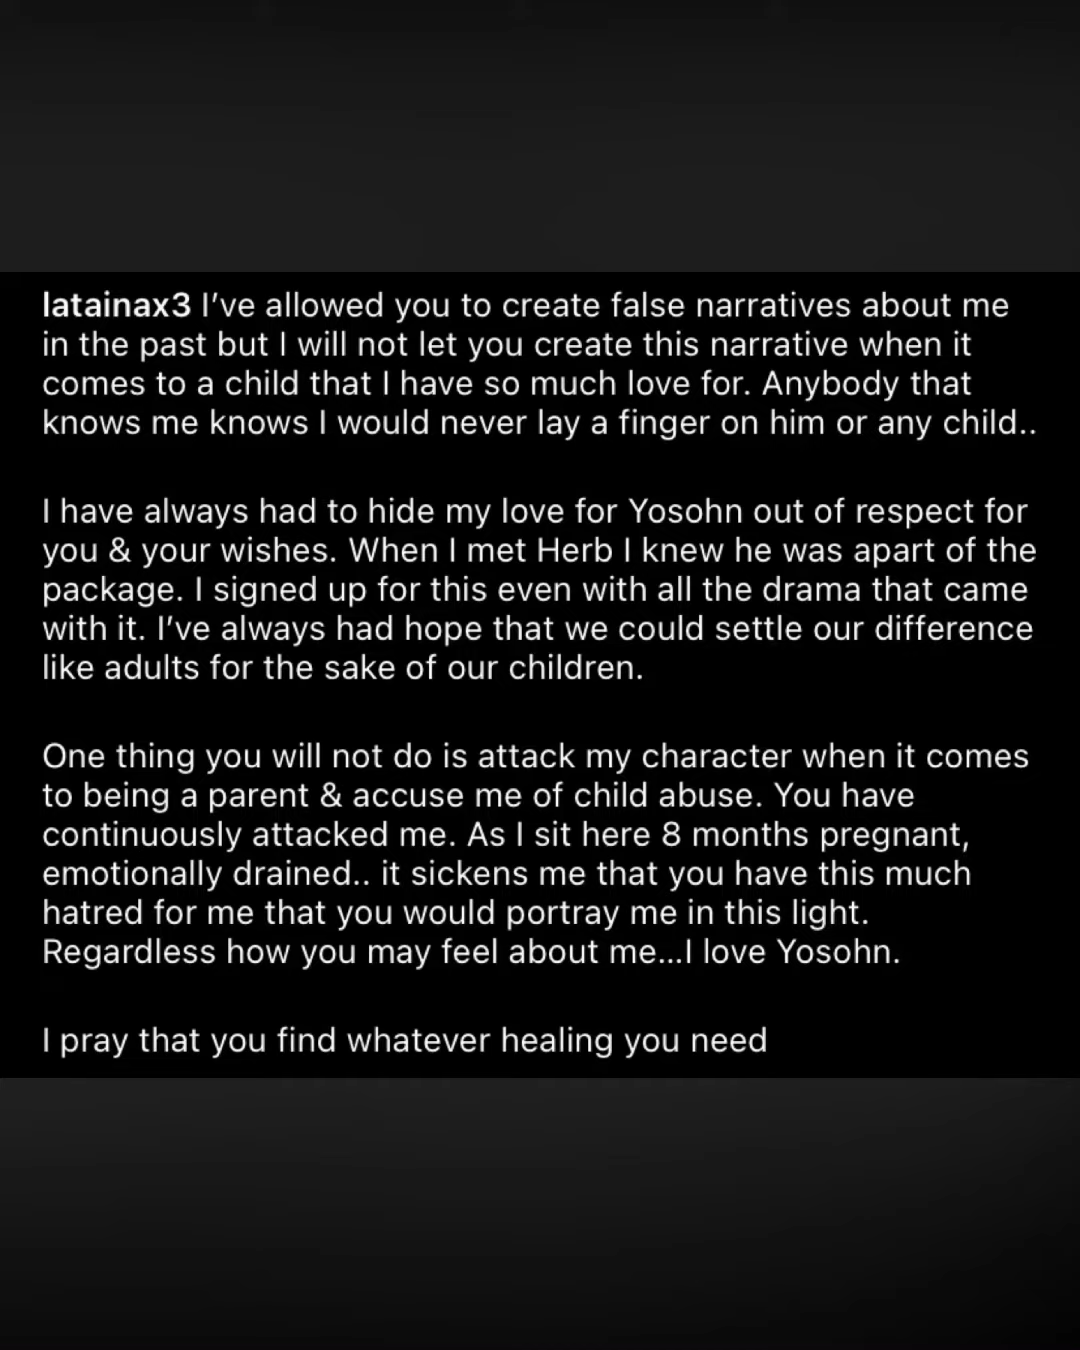 latainax3 I’ve allowed you to create false narratives about me
in the past but I will not let you create this narrative when it
comes to a child that I have so much love for. Anybody that
knows me knows I would never lay a finger on him or any child..
I have always had to hide my love for Yosohn out of respect for
you & your wishes. When I met Herb I knew he was apart of the
package. I signed up for this even with all the drama that came
with it. I’ve always had hope that we could settle our difference
like adults for the sake of our children.
One thing you will not do is attack my character when it comes
to being a parent & accuse me of child abuse. You have
continuously attacked me. As I sit here 8 months pregnant,
emotionally drained.. it sickens me that you have this much
hatred for me that you would portray me in this light.
Regardless how you may feel about me...I love Yosohn.
I pray that you find whatever healing you need